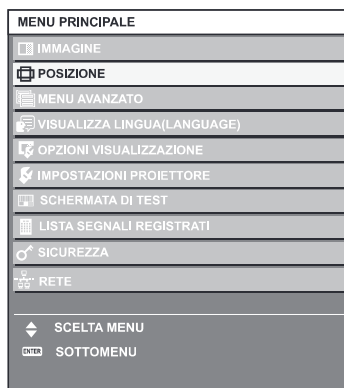 MENU PRINCIPALE
IMMAGINE
POSIZIONE
MENU AVANZATO
VISUALIZZA LINGUA(LANGUAGE)
OPZIONI VISUALIZZAZIONE
IMPOSTAZIONI PROIETTORE
SCHERMATA DI TEST
LISTA SEGNALI REGISTRATI
SICUREZZA
RETE
SCELTA MENU
ENTER SOTTOMENU